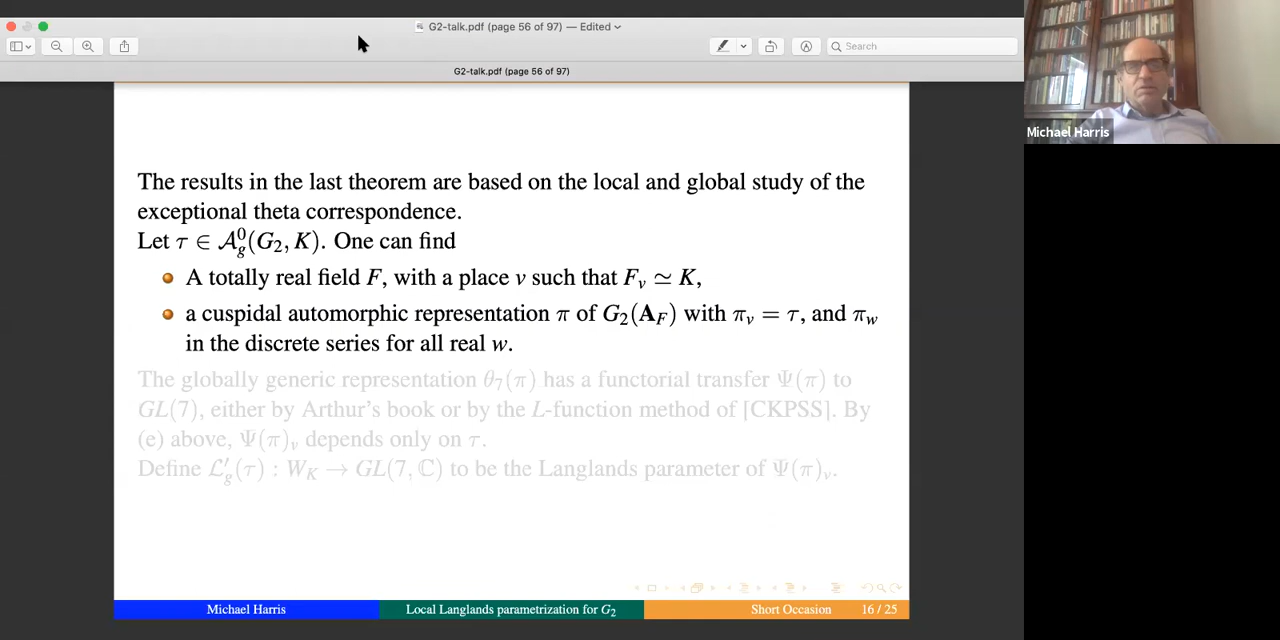 G2-talk.pdf (page 56 of 97) — Edited
Search
G2-talk.pdf (page 56 of 97)
Michael Harris
The results in the last theorem are based on the local and global study of the
exceptional theta correspondence.
Let τ ∈ 𝒜⁰_g(G₂, K). One can find
A totally real field F, with a place v such that F_v ≃ K,
a cuspidal automorphic representation π of G₂(A_F) with π_v = τ, and π_w
in the discrete series for all real w.
The globally generic representation θ₇(π) has a functorial transfer Ψ(π) to
GL(7), either by Arthur's book or by the L-function method of [CKPSS]. By
(e) above, Ψ(π)_v depends only on τ.
Define ℒ′_g(τ) : W_K → GL(7, ℂ) to be the Langlands parameter of Ψ(π)_v.
Michael Harris
Local Langlands parametrization for G₂
Short Occasion
16 / 25